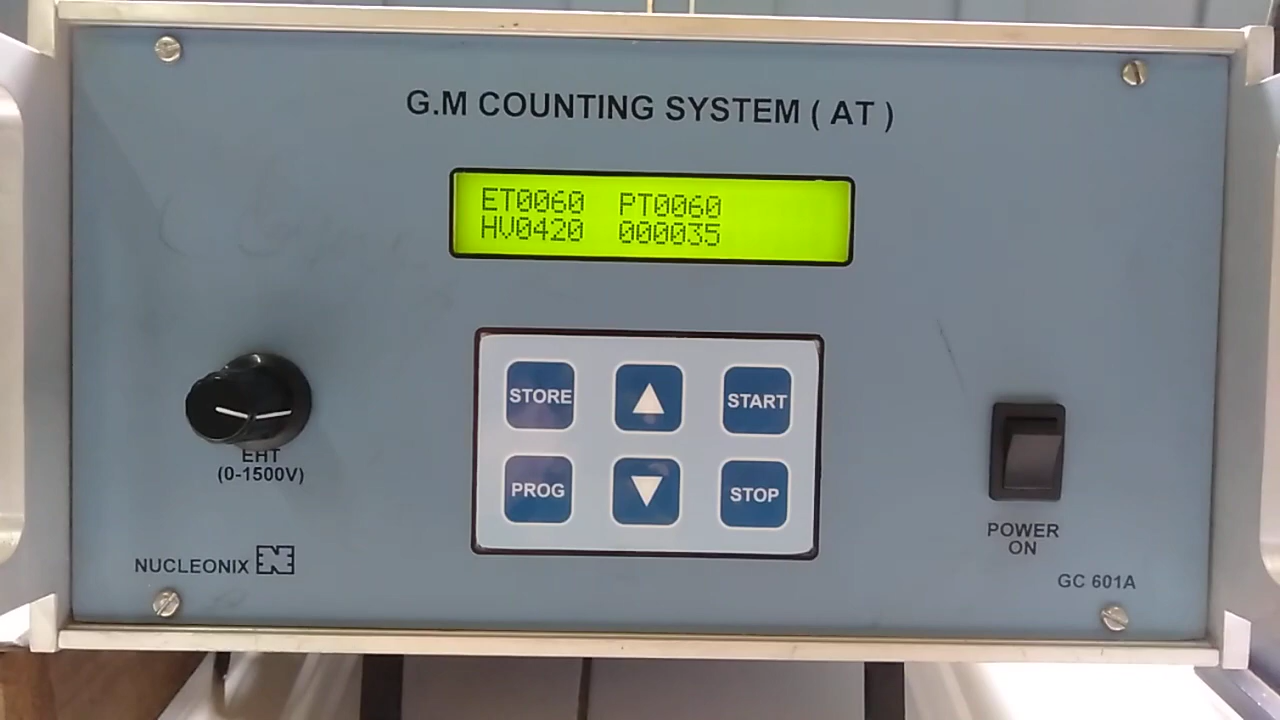 G.M COUNTING SYSTEM ( AT )
ET0060 PT0060
HV0420 000035
STORE
START
PROG
STOP
EHT
(0-1500V)
POWER
ON
NUCLEONIX
GC 601A